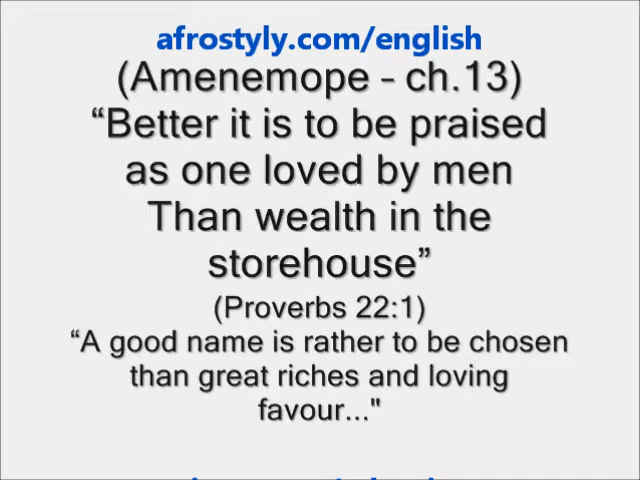 afrostyly.com/english
(Amenemope – ch.13)
“Better it is to be praised
as one loved by men
Than wealth in the
storehouse”
(Proverbs 22:1)
“A good name is rather to be chosen
than great riches and loving
favour..."